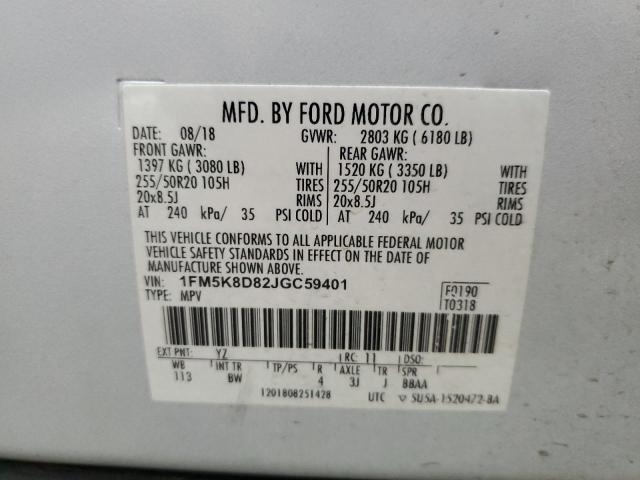 MFD. BY FORD MOTOR CO.
DATE: 08/18 GVWR: 2803 KG ( 6180 LB)
FRONT GAWR: REAR GAWR:
1397 KG ( 3080 LB) WITH 1520 KG ( 3350 LB) WITH
255/50R20 105H TIRES 255/50R20 105H TIRES
20x8.5J RIMS 20x8.5J RIMS
AT 240 kPa/ 35 PSI COLD AT 240 kPa/ 35 PSI COLD
THIS VEHICLE CONFORMS TO ALL APPLICABLE FEDERAL MOTOR
VEHICLE SAFETY STANDARDS IN EFFECT ON THE DATE OF
MANUFACTURE SHOWN ABOVE.
VIN: 1FM5K8D82JGC59401 F0190
TYPE: MPV T0318
EXT PNT: YZ RC: 11 DSO:
WB INT TR TP/PS R AXLE TR SPR
113 BW 4 3J J BBAA
1201808251428 UTC SU5A-1520472-BA